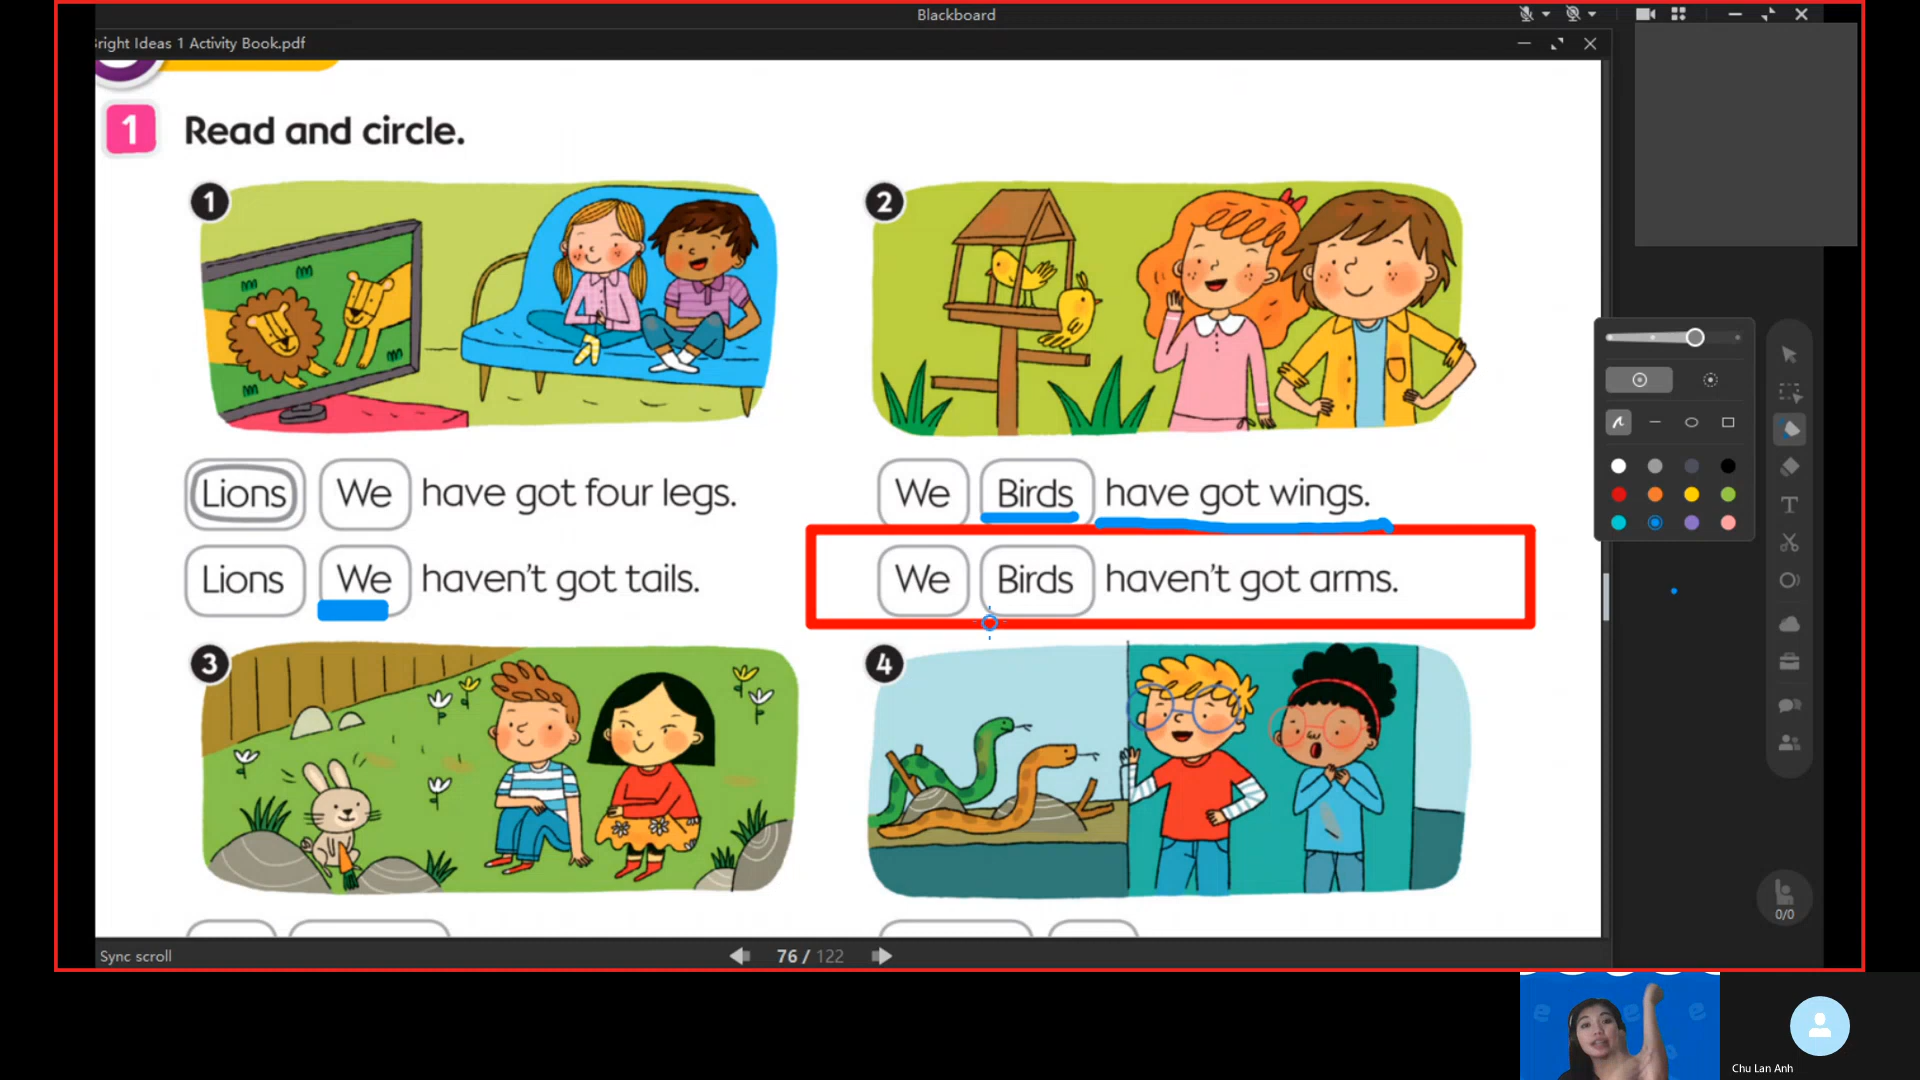 Blackboard
Bright Ideas 1 Activity Book.pdf
1 Read and circle.
1
2
Lions We have got four legs.
We Birds have got wings.
Lions We haven't got tails.
We Birds haven't got arms.
3
4
T
0/0
Sync scroll
76 / 122
Chu Lan Anh